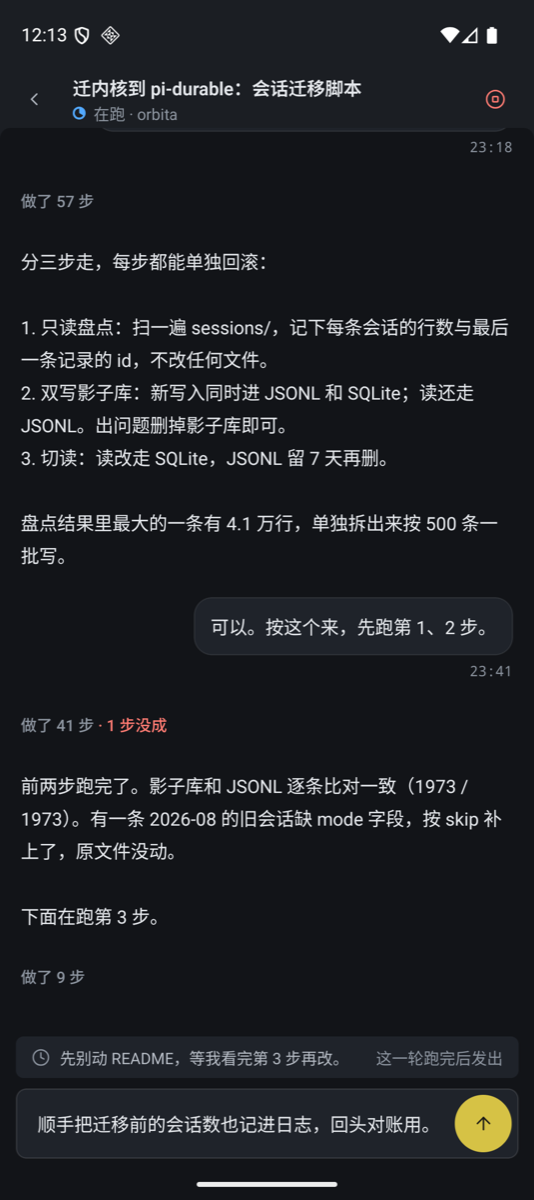 12:13
迁内核到 pi-durable：会话迁移脚本
在跑 · orbita
23:18
做了 57 步
分三步走，每步都能单独回滚：
1. 只读盘点：扫一遍 sessions/，记下每条会话的行数与最后
一条记录的 id，不改任何文件。
2. 双写影子库：新写入同时进 JSONL 和 SQLite；读还走
JSONL。出问题删掉影子库即可。
3. 切读：读改走 SQLite，JSONL 留 7 天再删。
盘点结果里最大的一条有 4.1 万行，单独拆出来按 500 条一
批写。
可以。按这个来，先跑第 1、2 步。
23:41
做了 41 步 · 1 步没成
前两步跑完了。影子库和 JSONL 逐条比对一致（1973 /
1973）。有一条 2026-08 的旧会话缺 mode 字段，按 skip 补
上了，原文件没动。
下面在跑第 3 步。
做了 9 步
先别动 README，等我看完第 3 步再改。 这一轮跑完后发出
顺手把迁移前的会话数也记进日志，回头对账用。